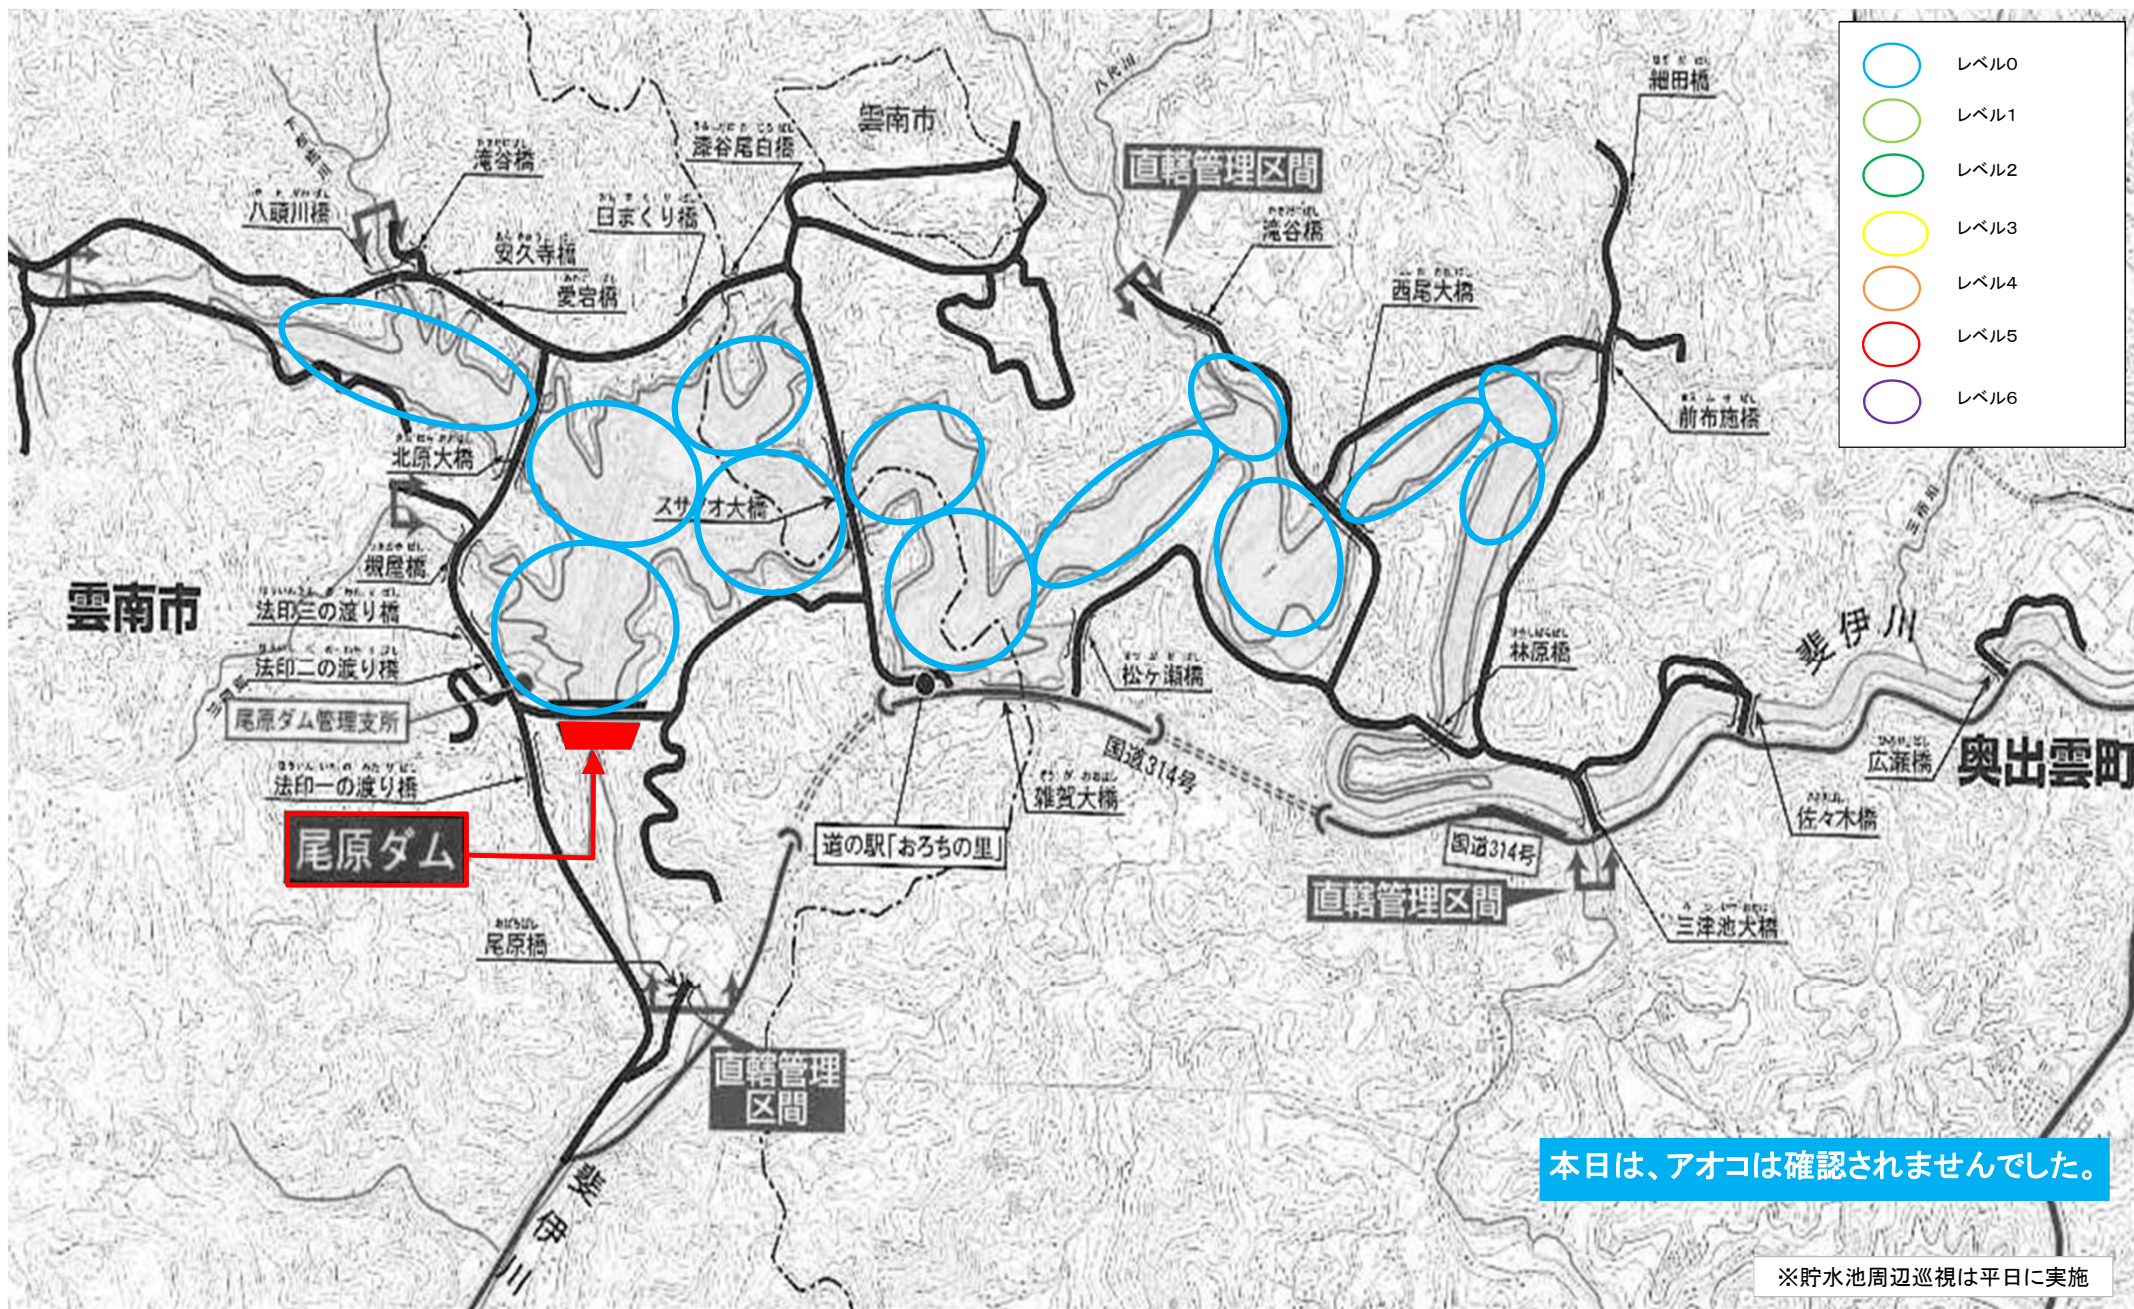 レベル0
レベル1
レベル2
レベル3
レベル4
レベル5
レベル6
細田橋
雲南市
八代川
直轄管理区間
滝谷橋
漆谷尾白橋
滝谷橋
八頭川橋
日まくり橋
安久寺橋
愛宕橋
西尾大橋
前布施橋
北原大橋
スサノオ大橋
槻屋橋
雲南市
法印三の渡り橋
法印二の渡り橋
尾原ダム管理支所
法印一の渡り橋
林原橋
松ヶ瀬橋
斐伊川
国道314号
雑賀大橋
広瀬橋
奥出雲町
佐々木橋
尾原ダム
道の駅「おろちの里」
国道314号
直轄管理区間
三津池大橋
尾原橋
直轄管理
区間
斐伊川
本日は、アオコは確認されませんでした。
※貯水池周辺巡視は平日に実施